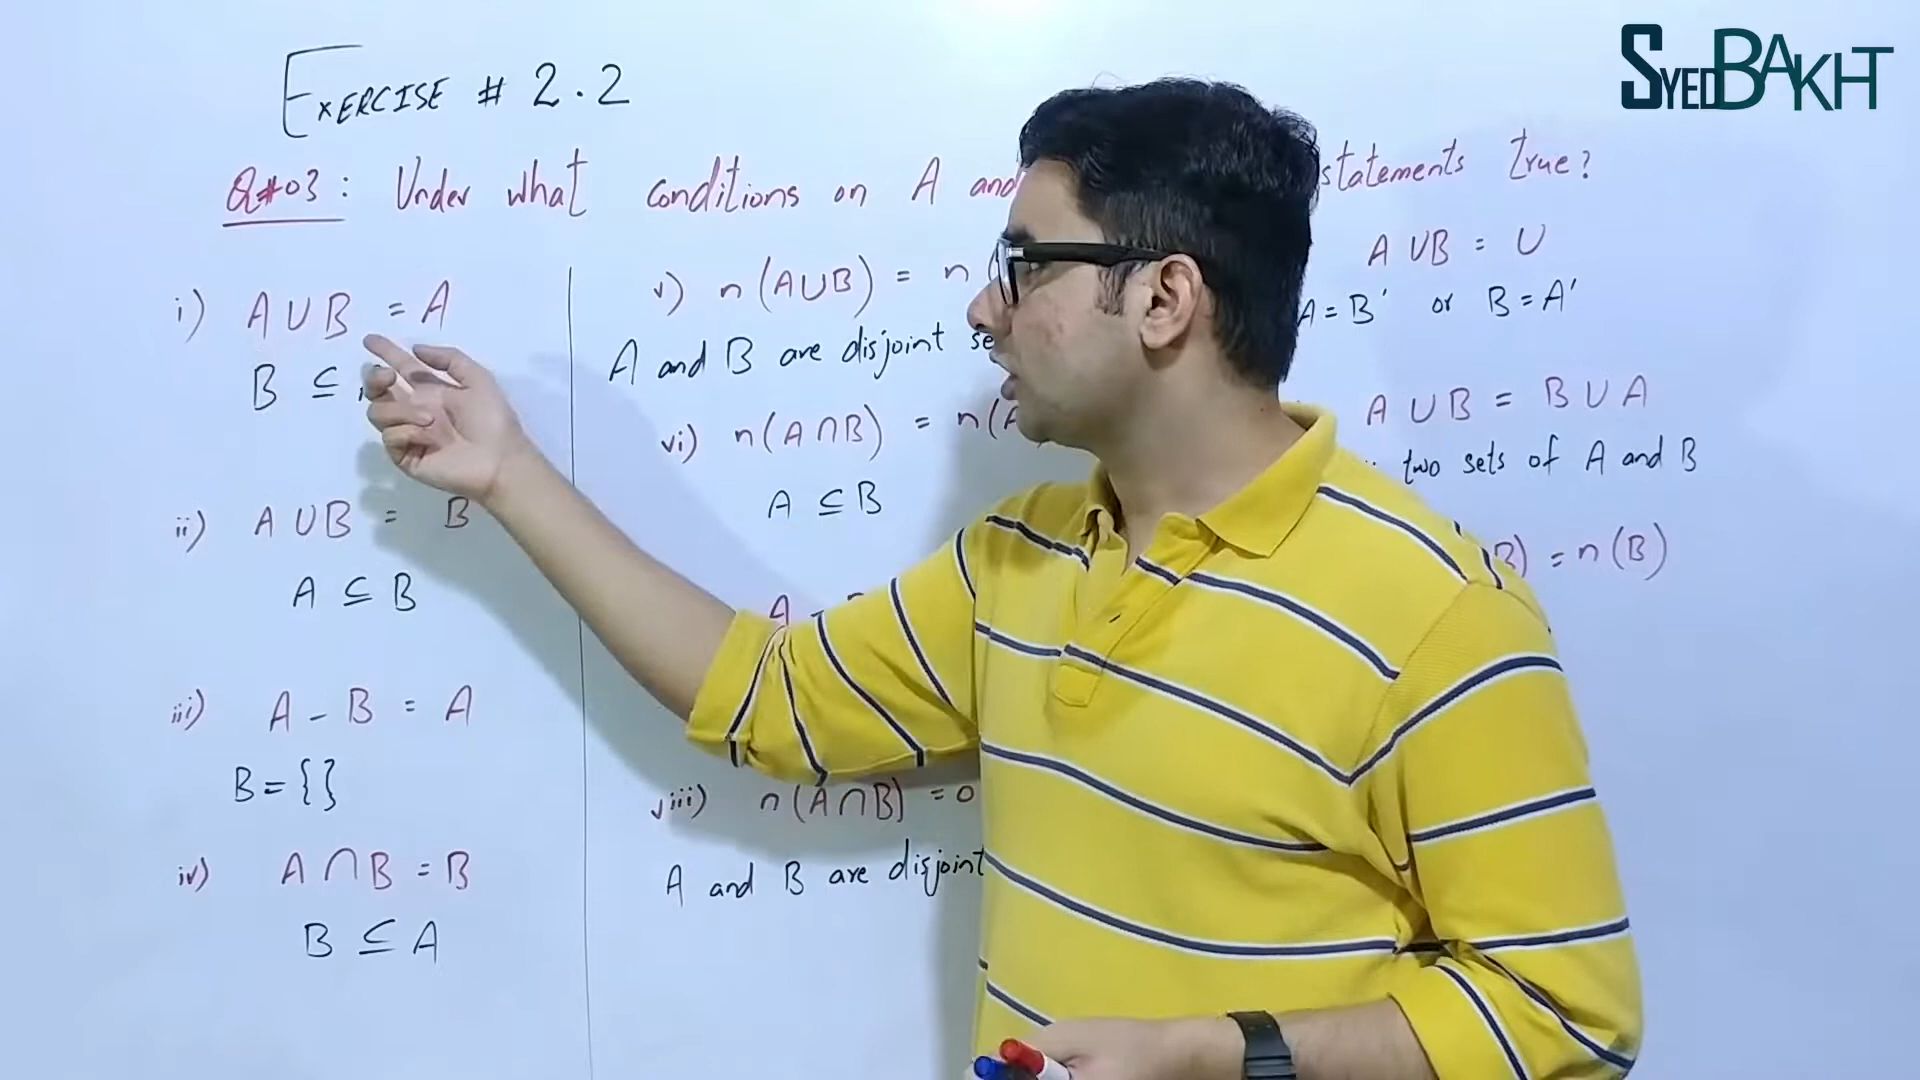 SYEDBAKHT
EXERCISE # 2.2
Q#03: Under what conditions on A and statements true?
i) A ∪ B = A
B ⊆
ii) A ∪ B = B
A ⊆ B
iii) A - B = A
B = { }
iv) A ∩ B = B
B ⊆ A
v) n(A∪B) = n(
A and B are disjoint
vi) n(A∩B) = n(A
A ⊆ B
A -
viii) n(A∩B) = 0
A and B are disjoint
A ∪ B = U
A = B' or B = A'
A ∪ B = B ∪ A
two sets of A and B
B) = n(B)